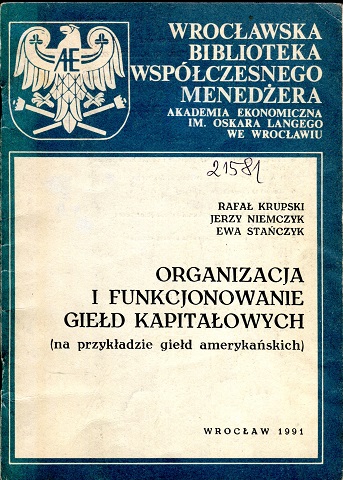 Æ
WROCŁAWSKA
BIBLIOTEKA
WSPÓŁCZESNEGO
MENEDŻERA
AKADEMIA EKONOMICZNA
IM. OSKARA LANGEGO
WE WROCŁAWIU
21581
RAFAŁ KRUPSKI
JERZY NIEMCZYK
EWA STAŃCZYK
ORGANIZACJA
I FUNKCJONOWANIE
GIEŁD KAPITAŁOWYCH
(na przykładzie giełd amerykańskich)
WROCŁAW 1991